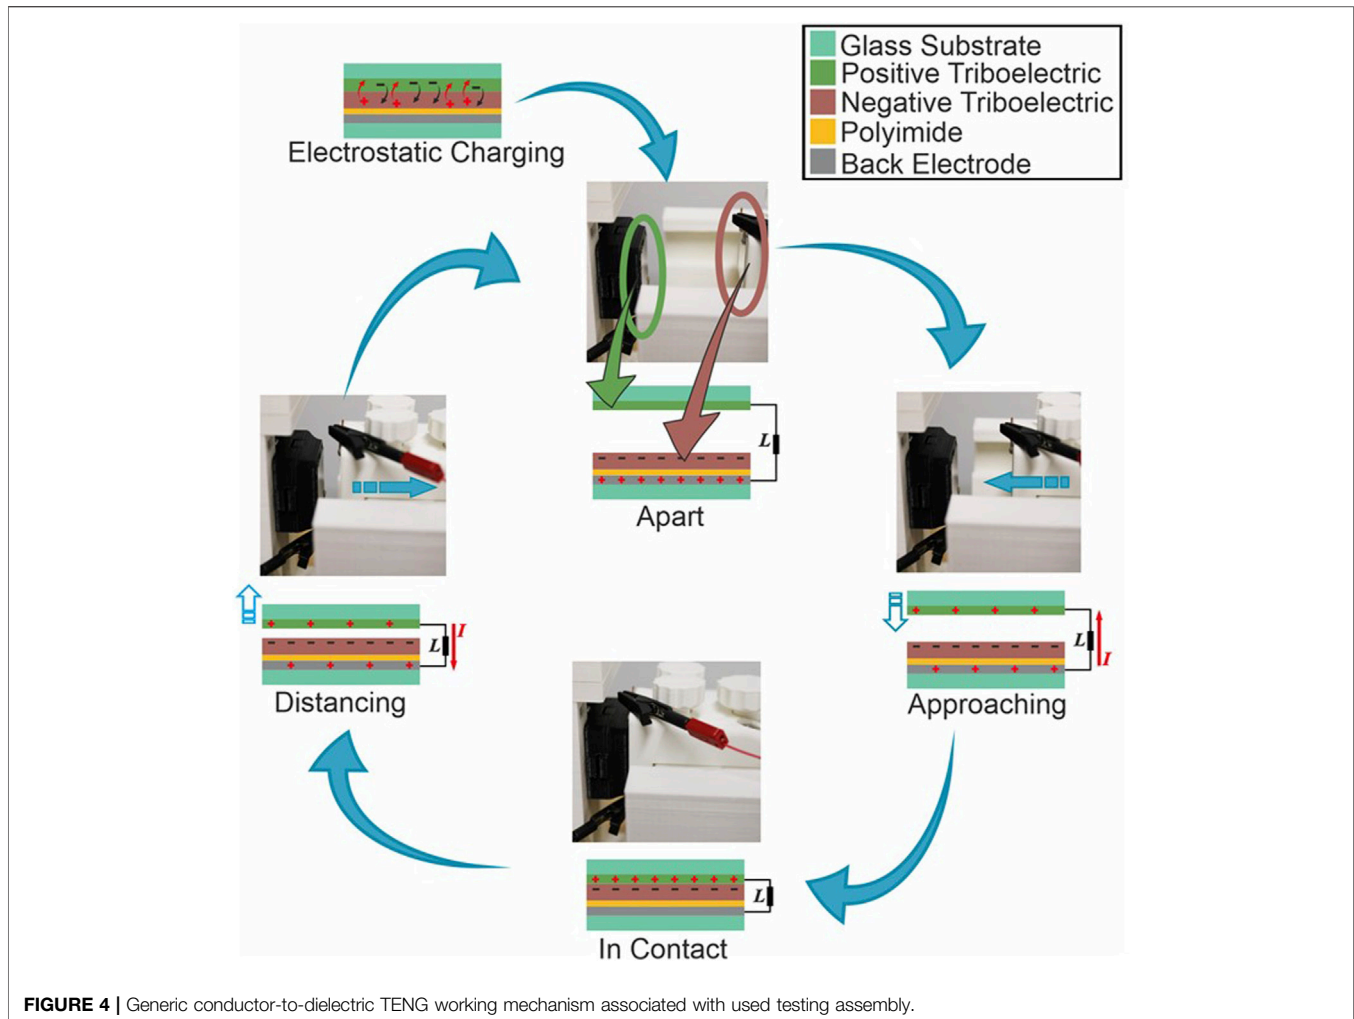 Glass Substrate
Positive Triboelectric
Negative Triboelectric
Polyimide
Back Electrode
Electrostatic Charging
L
Apart
L
I
Distancing
L
I
Approaching
L
In Contact
FIGURE 4 | Generic conductor-to-dielectric TENG working mechanism associated with used testing assembly.